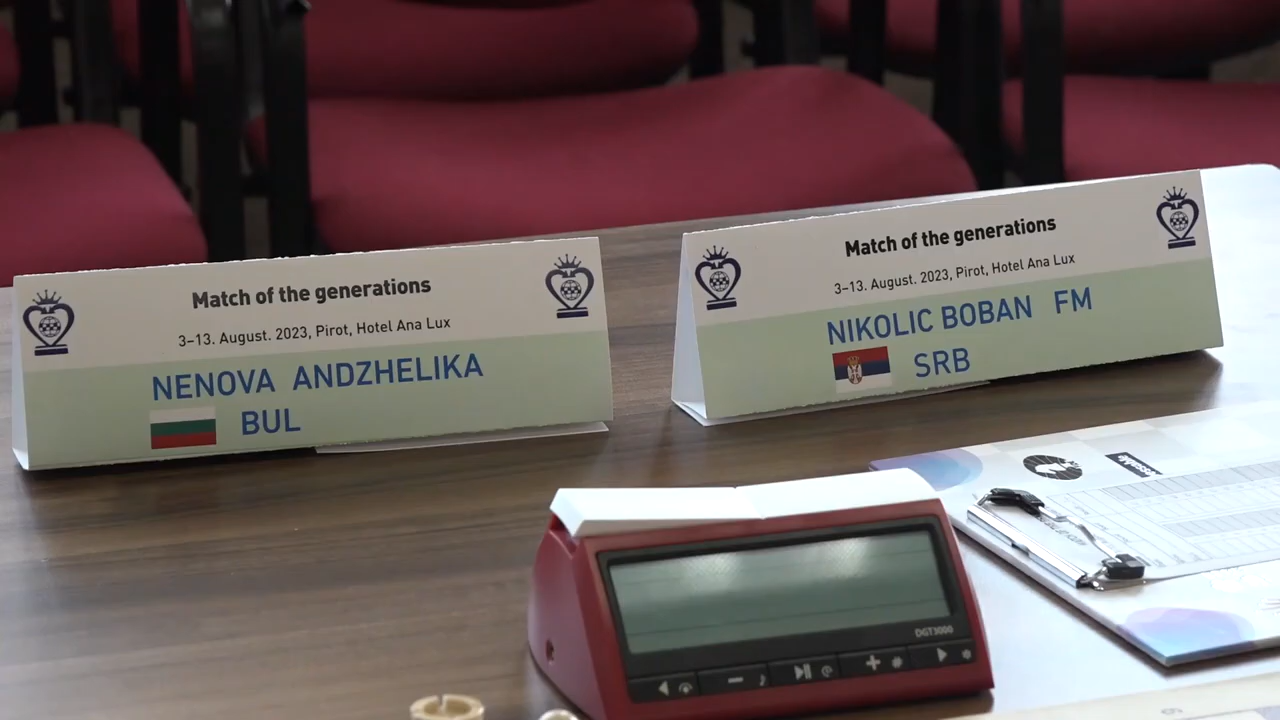 Match of the generations
3–13. August. 2023, Pirot, Hotel Ana Lux
NENOVA ANDZHELIKA
BUL
Match of the generations
3–13. August. 2023, Pirot, Hotel Ana Lux
NIKOLIC BOBAN FM
SRB
DGT3000